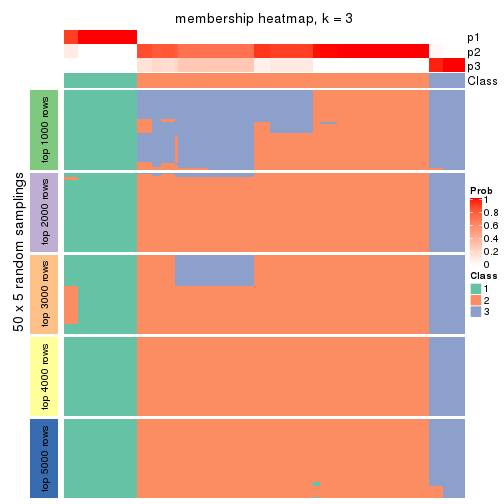 membership heatmap, k = 3
p1
p2
p3
Class
50 x 5 random samplings
top 1000 rows
top 2000 rows
top 3000 rows
top 4000 rows
top 5000 rows
Prob
1
0.8
0.6
0.4
0.2
0
Class
1
2
3